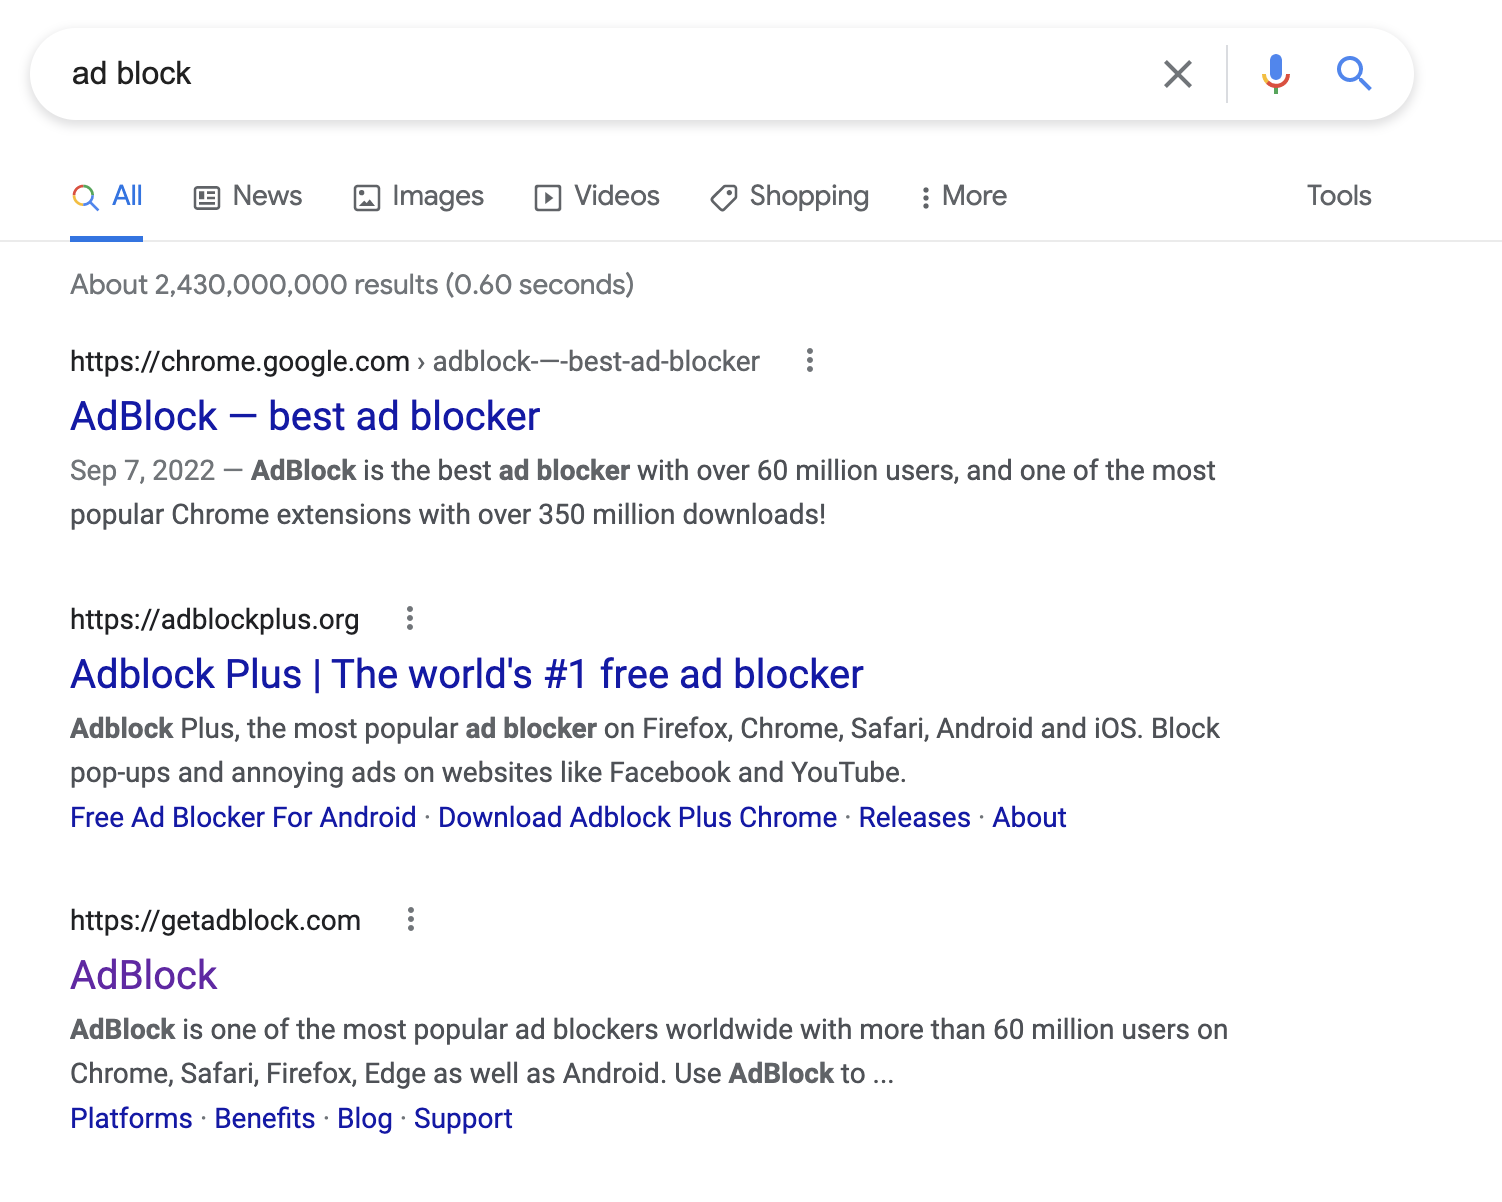 ad block
All News Images Videos Shopping More Tools
About 2,430,000,000 results (0.60 seconds)
https://chrome.google.com › adblock-—-best-ad-blocker
AdBlock — best ad blocker
Sep 7, 2022 — AdBlock is the best ad blocker with over 60 million users, and one of the most
popular Chrome extensions with over 350 million downloads!
https://adblockplus.org
Adblock Plus | The world's #1 free ad blocker
Adblock Plus, the most popular ad blocker on Firefox, Chrome, Safari, Android and iOS. Block
pop-ups and annoying ads on websites like Facebook and YouTube.
Free Ad Blocker For Android · Download Adblock Plus Chrome · Releases · About
https://getadblock.com
AdBlock
AdBlock is one of the most popular ad blockers worldwide with more than 60 million users on
Chrome, Safari, Firefox, Edge as well as Android. Use AdBlock to ...
Platforms · Benefits · Blog · Support